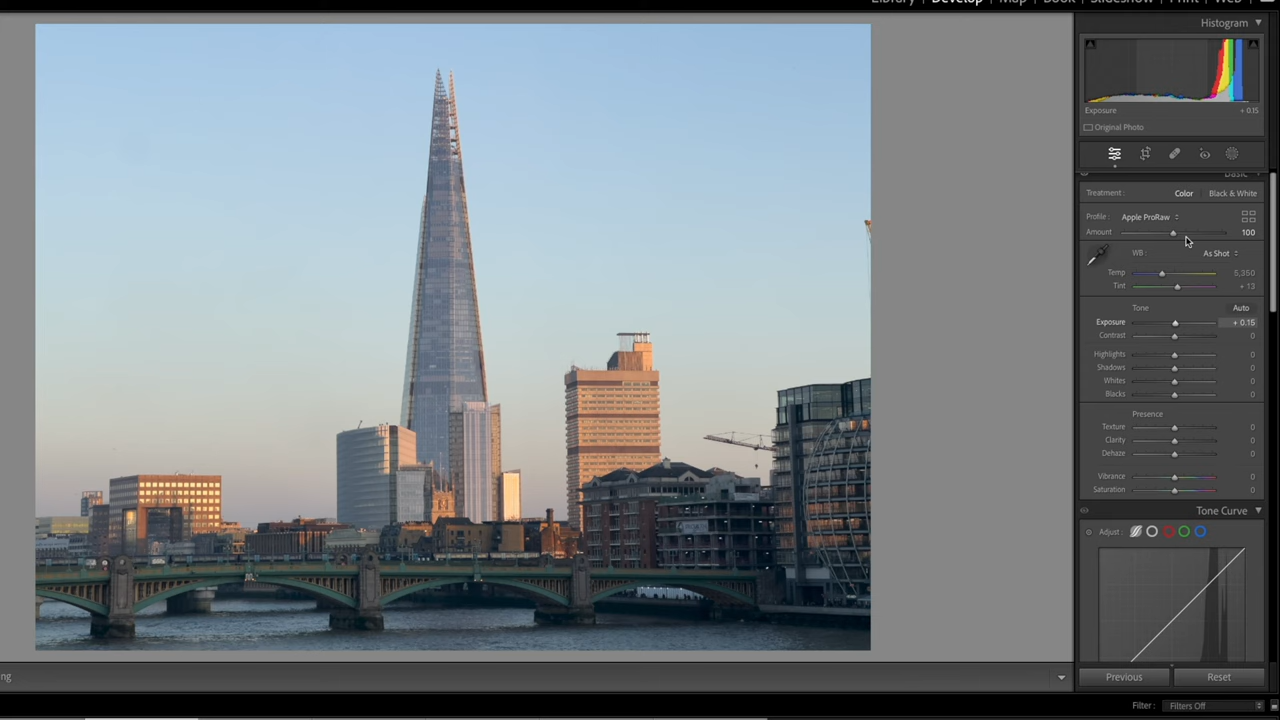 Library | Develop | Map | Book | Slideshow | Print | Web
Histogram
Exposure + 0.15
Original Photo
Basic
Treatment : Color Black & White
Profile : Apple ProRaw
Amount 100
WB : As Shot
Temp 5,350
Tint + 13
Tone Auto
Exposure + 0.15
Contrast 0
Highlights 0
Shadows 0
Whites 0
Blacks 0
Presence
Texture 0
Clarity 0
Dehaze 0
Vibrance 0
Saturation 0
Tone Curve
Adjust :
Previous Reset
ng
Filter : Filters Off